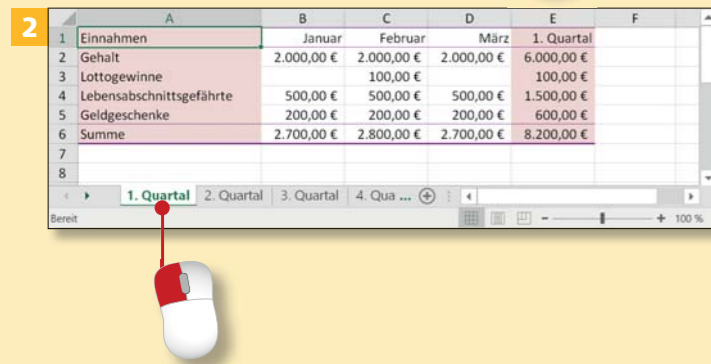 2
A B C D E F
1 Einnahmen Januar Februar März 1. Quartal
2 Gehalt 2.000,00 € 2.000,00 € 2.000,00 € 6.000,00 €
3 Lottogewinne 100,00 € 100,00 €
4 Lebensabschnittsgefährte 500,00 € 500,00 € 500,00 € 1.500,00 €
5 Geldgeschenke 200,00 € 200,00 € 200,00 € 600,00 €
6 Summe 2.700,00 € 2.800,00 € 2.700,00 € 8.200,00 €
7
8
1. Quartal 2. Quartal 3. Quartal 4. Qua ...
Bereit 100 %